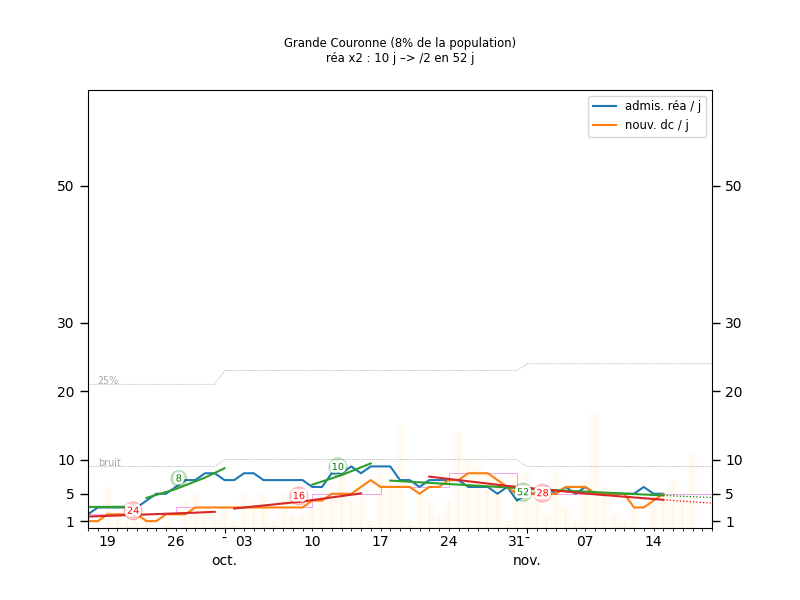 Grande Couronne (8% de la population)
réa x2 : 10 j –> /2 en 52 j
admis. réa / j
nouv. dc / j
50 50
30 30
25%
20 20
bruit
10 10
8 10
16
52 28
5 5
24
1 1
19 26 - 03 10 17 24 31- 07 14
oct. nov.